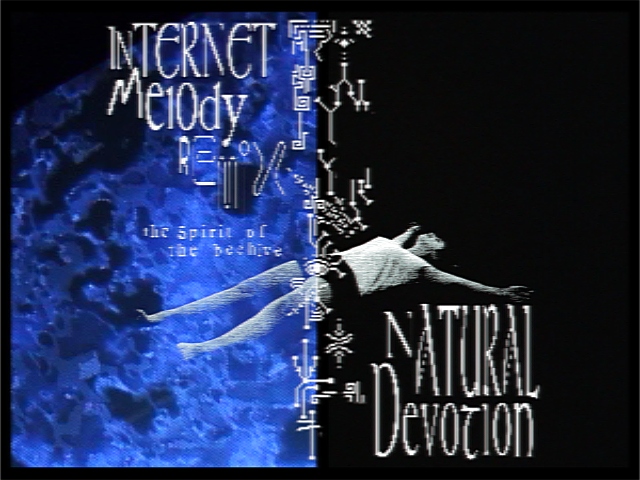 INTERNET
MElOdy
REMIX
the spirit of
the beehive
NATURAL
Devotion